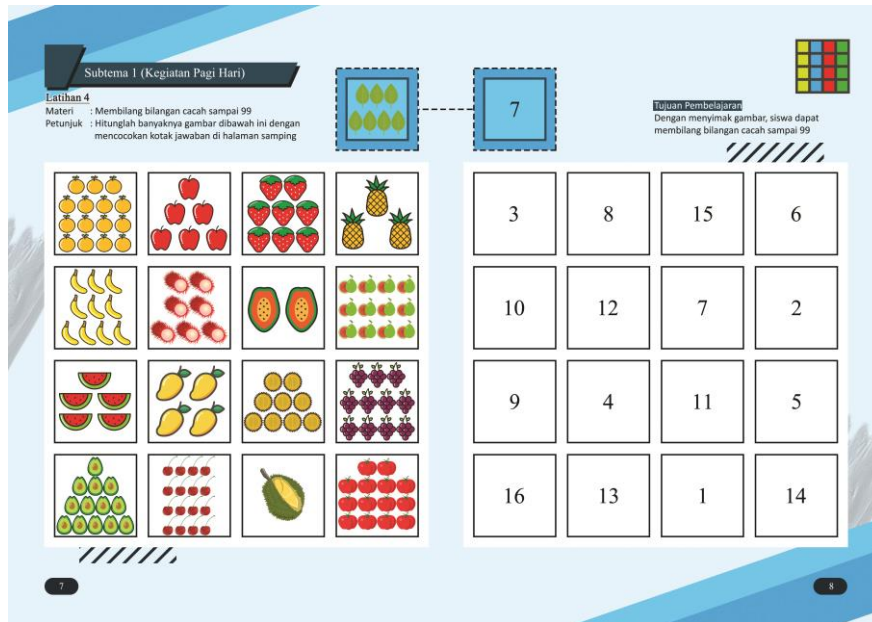 Subtema 1 (Kegiatan Pagi Hari)
Latihan 4
Materi : Membilang bilangan cacah sampai 99
Petunjuk : Hitunglah banyaknya gambar dibawah ini dengan
mencocokan kotak jawaban di halaman samping
7
Tujuan Pembelajaran
Dengan menyimak gambar, siswa dapat
membilang bilangan cacah sampai 99
3 8 15 6
10 12 7 2
9 4 11 5
16 13 1 14
7
8